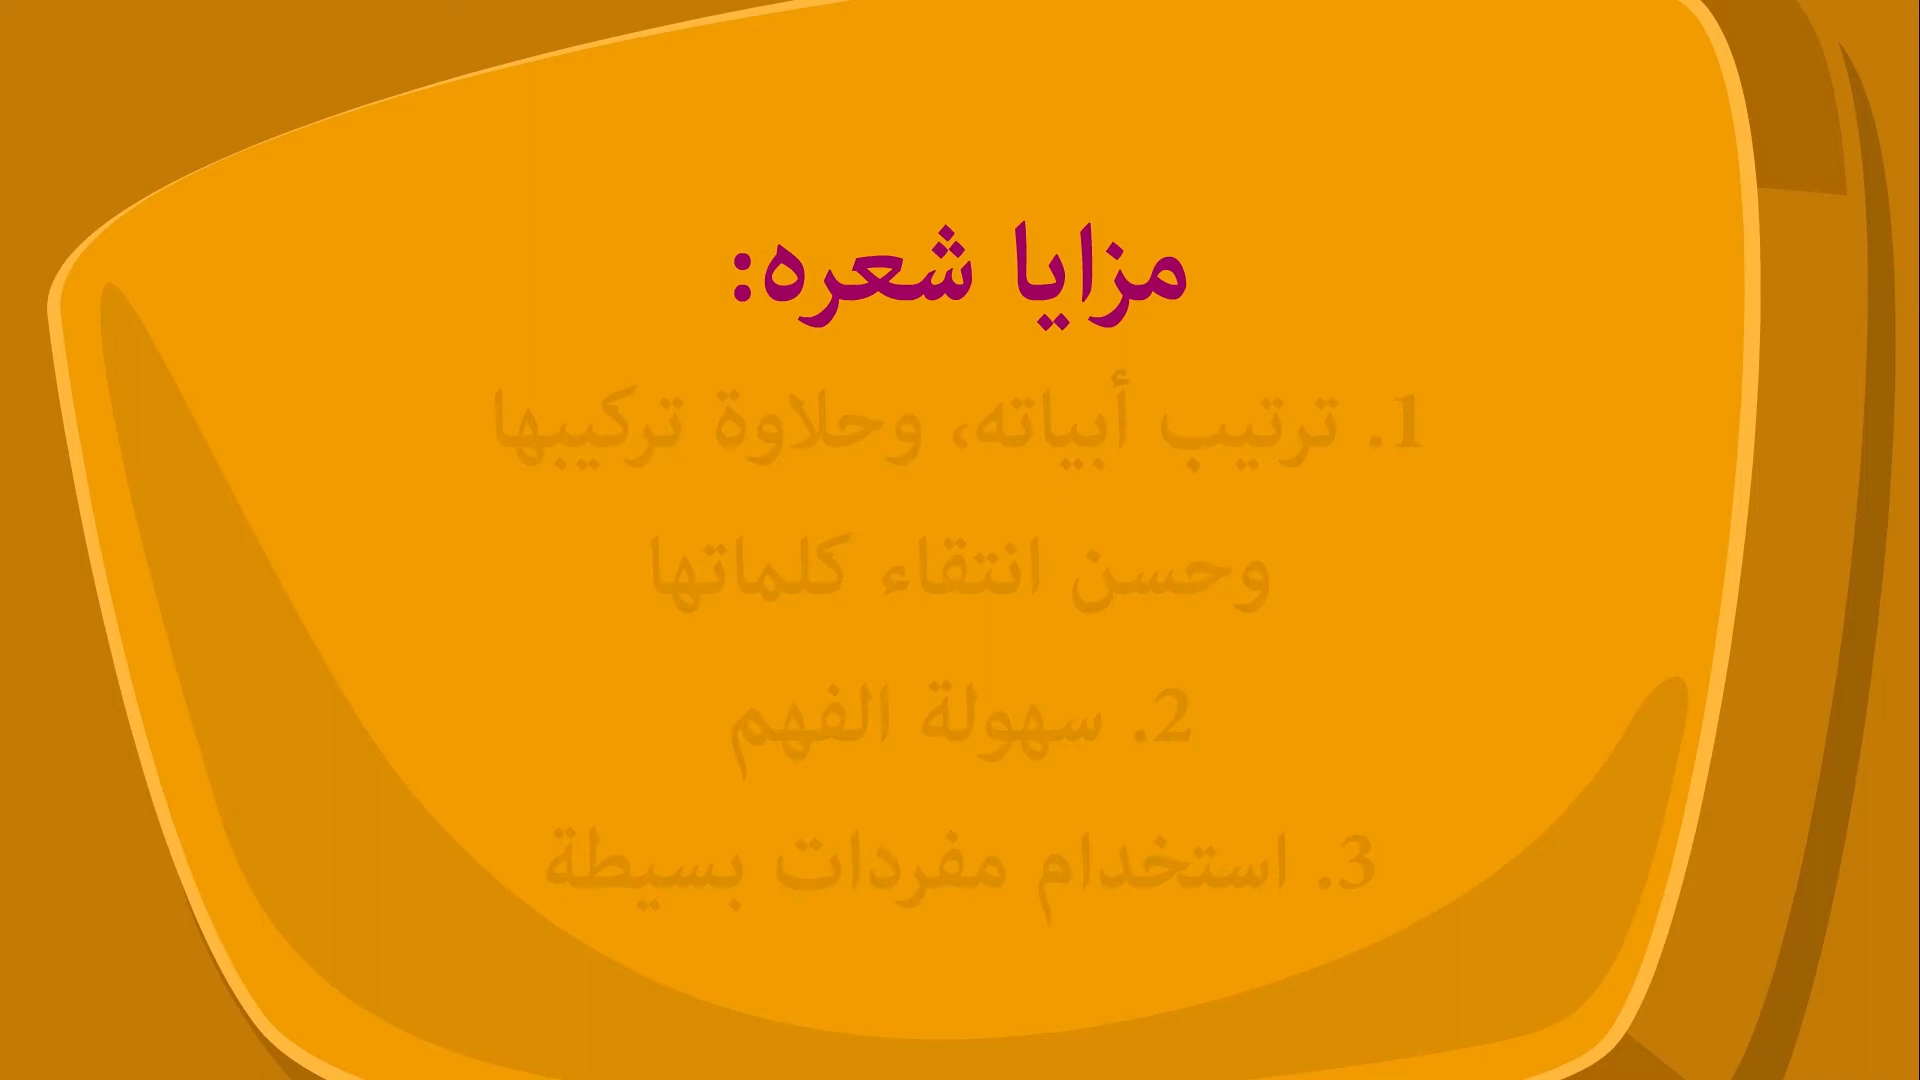 مزايا شعره:
1. ترتيب أبياته، وحلاوة تركيبها
وحسن انتقاء كلماتها
2. سهولة الفهم
3. استخدام مفردات بسيطة